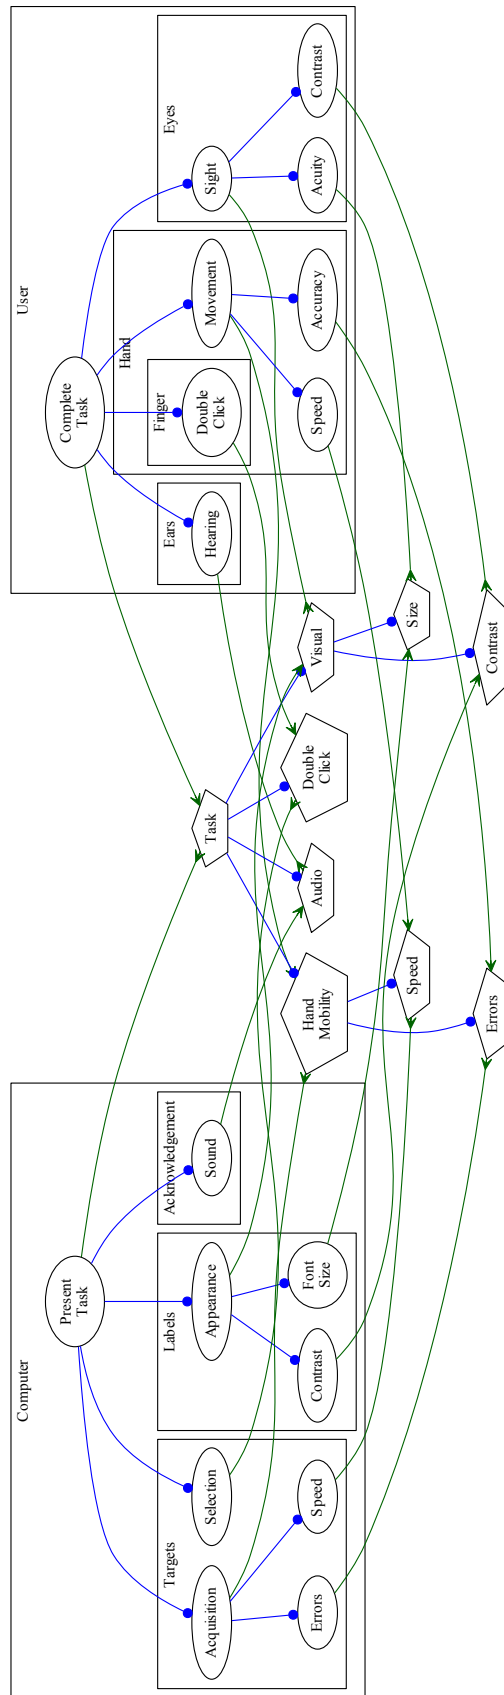 Computer
Present
Task
Targets
Labels
Acknowledgement
Acquisition
Selection
Appearance
Sound
Errors
Speed
Contrast
Font
Size
Task
Hand
Mobility
Audio
Double
Click
Visual
Speed
Size
Errors
Contrast
User
Complete
Task
Ears
Hand
Finger
Eyes
Hearing
Double
Click
Movement
Sight
Speed
Accuracy
Acuity
Contrast